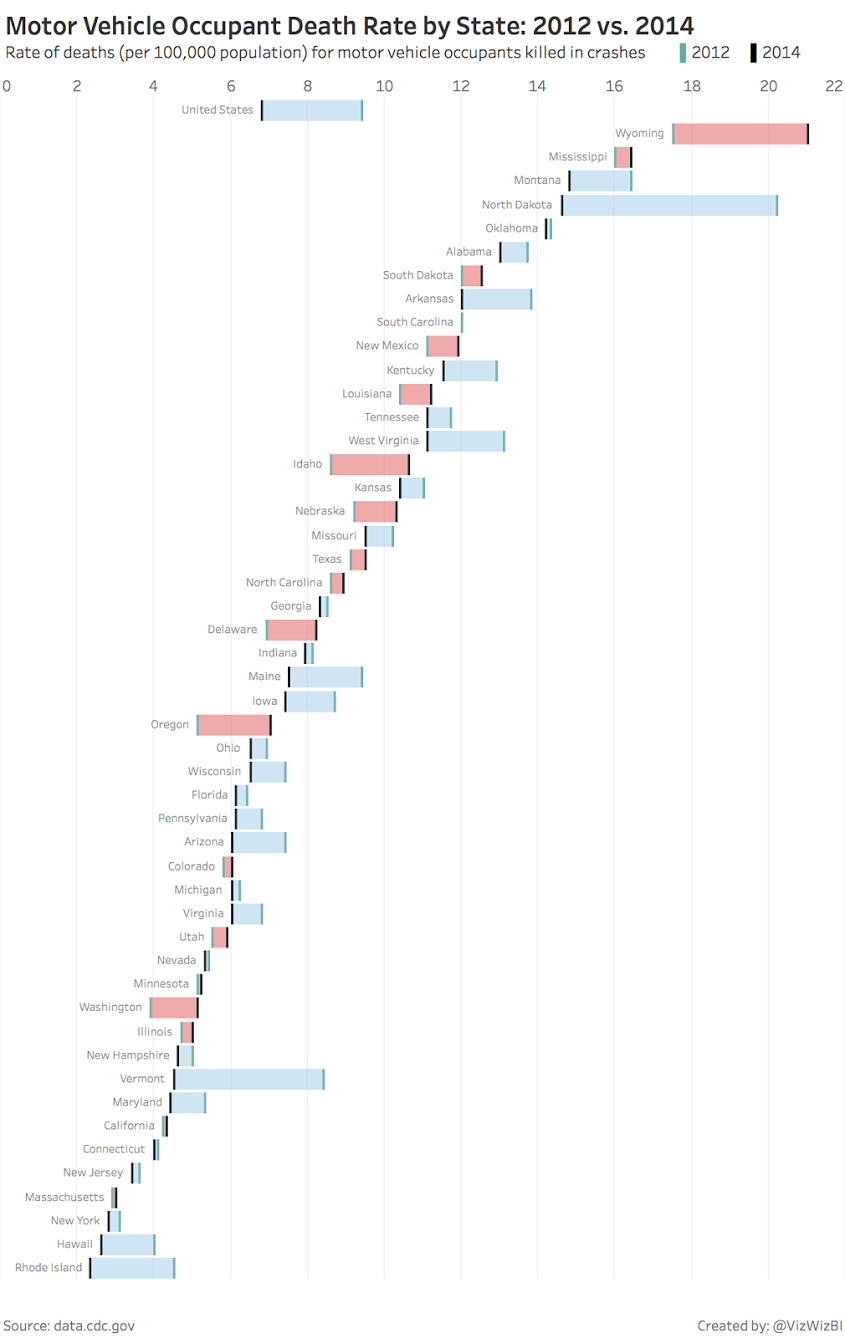 Motor Vehicle Occupant Death Rate by State: 2012 vs. 2014
Rate of deaths (per 100,000 population) for motor vehicle occupants killed in crashes 2012 2014
0 2 4 6 8 10 12 14 16 18 20 22
United States
Wyoming
Mississippi
Montana
North Dakota
Oklahoma
Alabama
South Dakota
Arkansas
South Carolina
New Mexico
Kentucky
Louisiana
Tennessee
West Virginia
Idaho
Kansas
Nebraska
Missouri
Texas
North Carolina
Georgia
Delaware
Indiana
Maine
Iowa
Oregon
Ohio
Wisconsin
Florida
Pennsylvania
Arizona
Colorado
Michigan
Virginia
Utah
Nevada
Minnesota
Washington
Illinois
New Hampshire
Vermont
Maryland
California
Connecticut
New Jersey
Massachusetts
New York
Hawaii
Rhode Island
Source: data.cdc.gov Created by: @VizWizBI